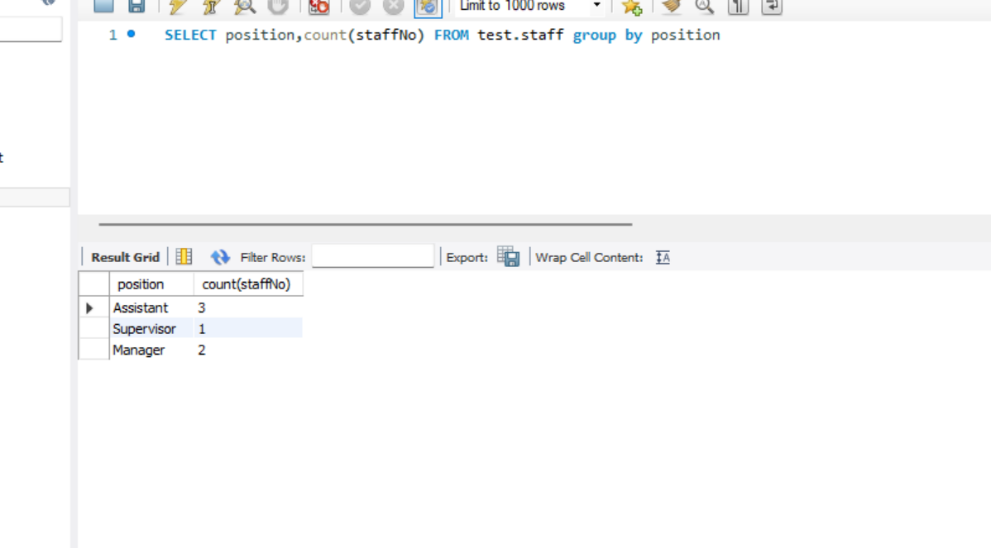 Limit to 1000 rows
1 SELECT position,count(staffNo) FROM test.staff group by position
t
Result Grid Filter Rows: Export: Wrap Cell Content: IA
position count(staffNo)
Assistant 3
Supervisor 1
Manager 2